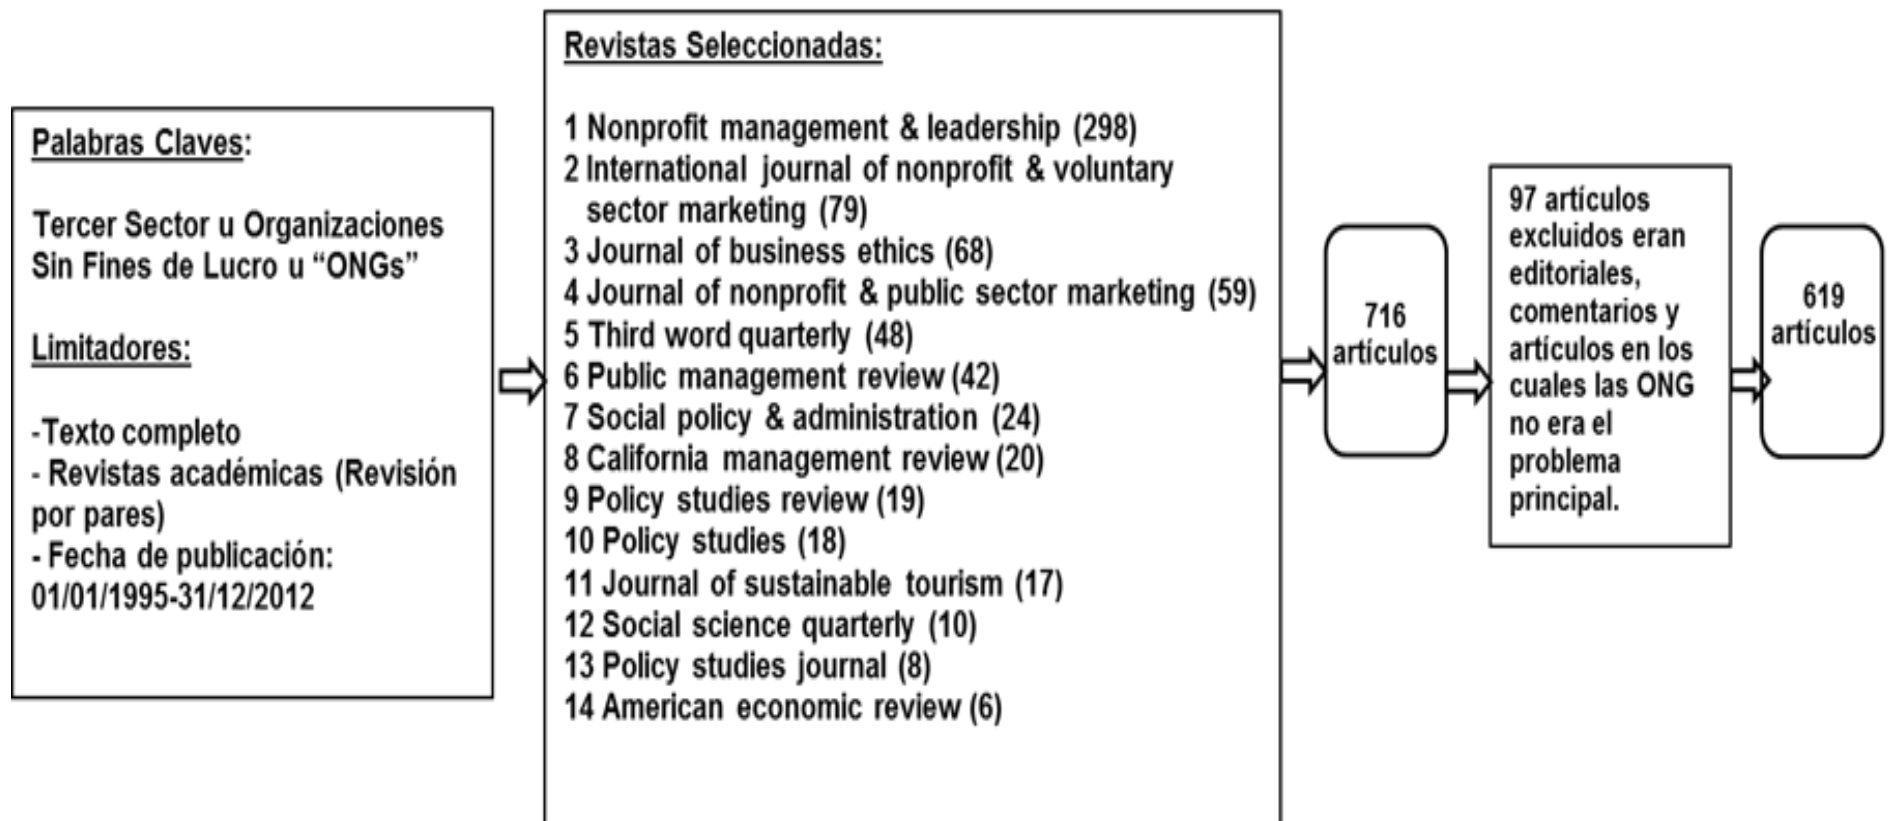 Palabras Claves:
Tercer Sector u Organizaciones
Sin Fines de Lucro u “ONGs”
Limitadores:
-Texto completo
- Revistas académicas (Revisión
por pares)
- Fecha de publicación:
01/01/1995-31/12/2012
Revistas Seleccionadas:
1 Nonprofit management & leadership (298)
2 International journal of nonprofit & voluntary
sector marketing (79)
3 Journal of business ethics (68)
4 Journal of nonprofit & public sector marketing (59)
5 Third word quarterly (48)
6 Public management review (42)
7 Social policy & administration (24)
8 California management review (20)
9 Policy studies review (19)
10 Policy studies (18)
11 Journal of sustainable tourism (17)
12 Social science quarterly (10)
13 Policy studies journal (8)
14 American economic review (6)
716
artículos
97 artículos
excluidos eran
editoriales,
comentarios y
artículos en los
cuales las ONG
no era el
problema
principal.
619
artículos